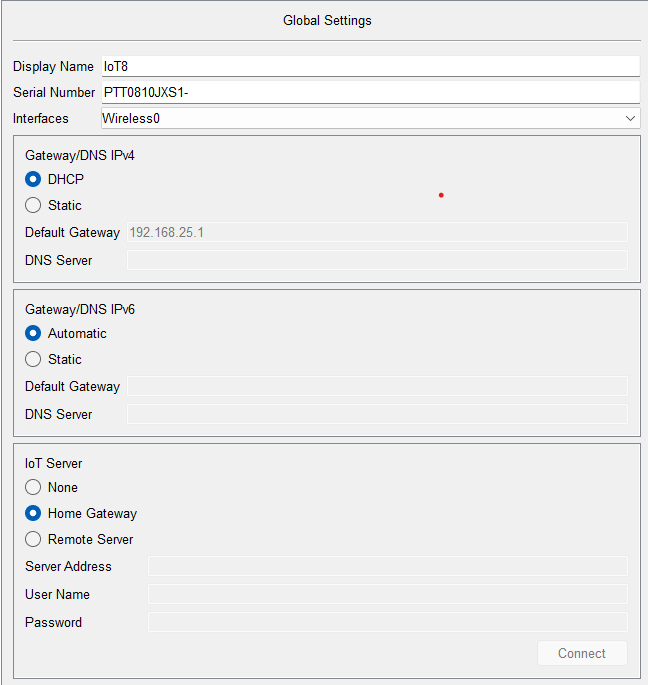 Global Settings
Display Name IoT8
Serial Number PTT0810JXS1-
Interfaces Wireless0
Gateway/DNS IPv4
DHCP
Static
Default Gateway 192.168.25.1
DNS Server
Gateway/DNS IPv6
Automatic
Static
Default Gateway
DNS Server
IoT Server
None
Home Gateway
Remote Server
Server Address
User Name
Password
Connect